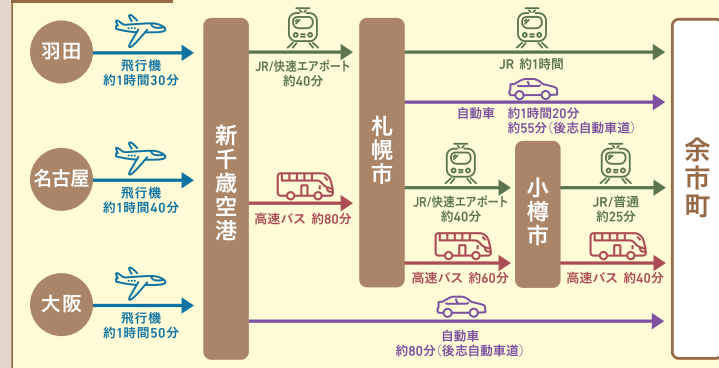 羽田
飛行機
約1時間30分
名古屋
飛行機
約1時間40分
大阪
飛行機
約1時間50分
新千歳空港
JR/快速エアポート
約40分
高速バス 約80分
札幌市
JR 約1時間
自動車 約1時間20分
約55分(後志自動車道)
JR/快速エアポート
約40分
高速バス 約60分
小樽市
JR/普通
約25分
高速バス 約40分
自動車
約80分(後志自動車道)
余市町